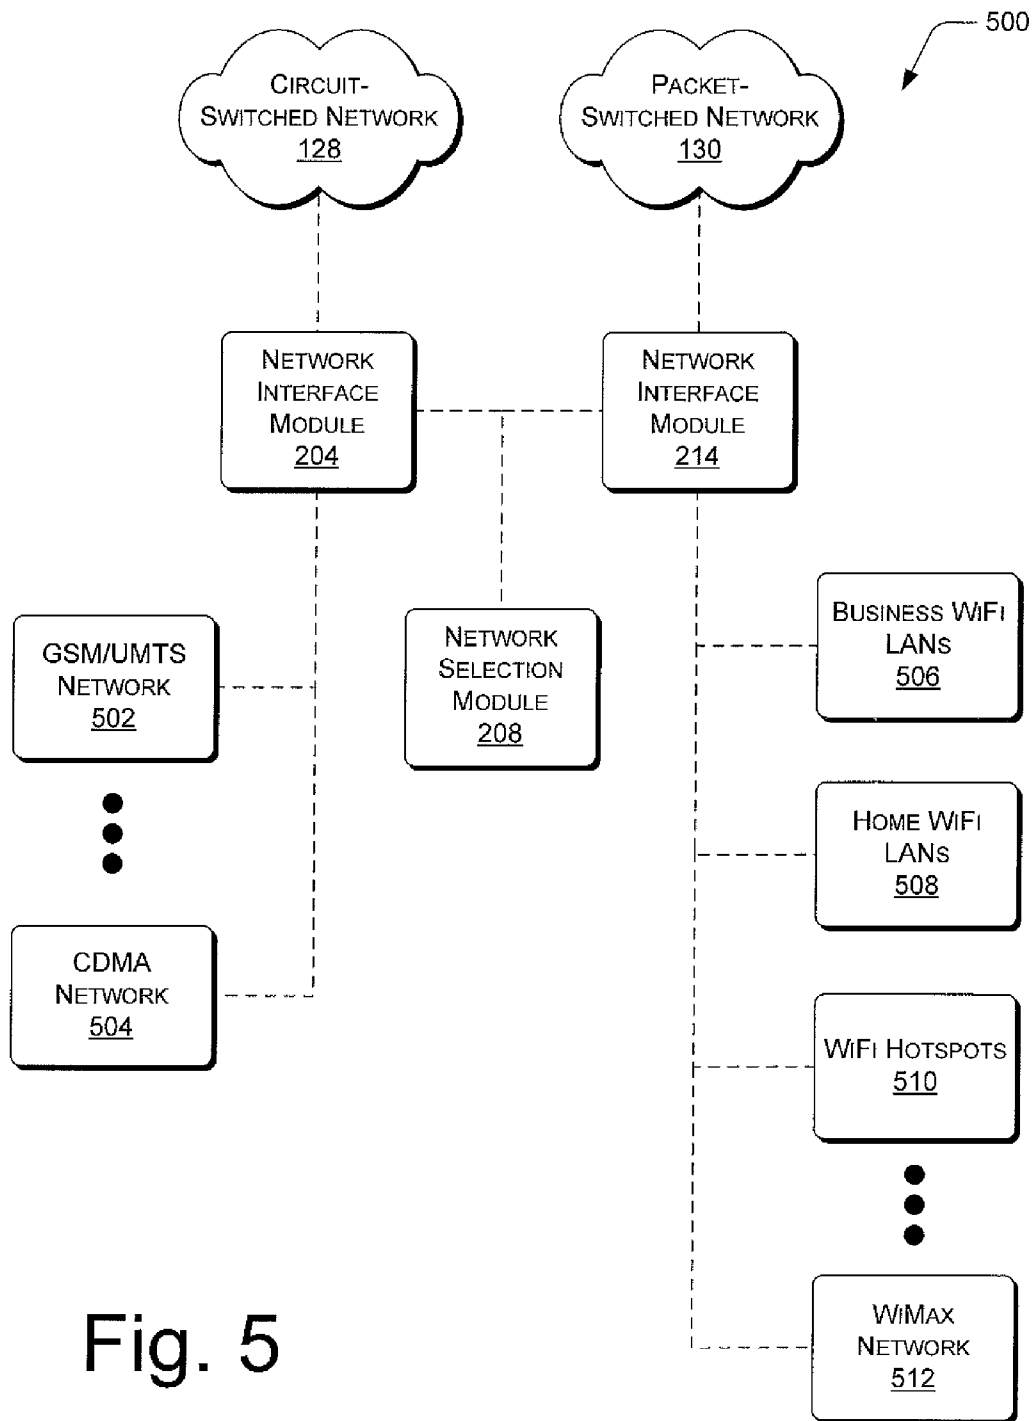 500
CIRCUIT-
SWITCHED NETWORK
128
PACKET-
SWITCHED NETWORK
130
NETWORK
INTERFACE
MODULE
204
NETWORK
INTERFACE
MODULE
214
GSM/UMTS
NETWORK
502
NETWORK
SELECTION
MODULE
208
BUSINESS WIFI
LANS
506
HOME WIFI
LANS
508
CDMA
NETWORK
504
WIFI HOTSPOTS
510
WIMAX
NETWORK
512
Fig. 5